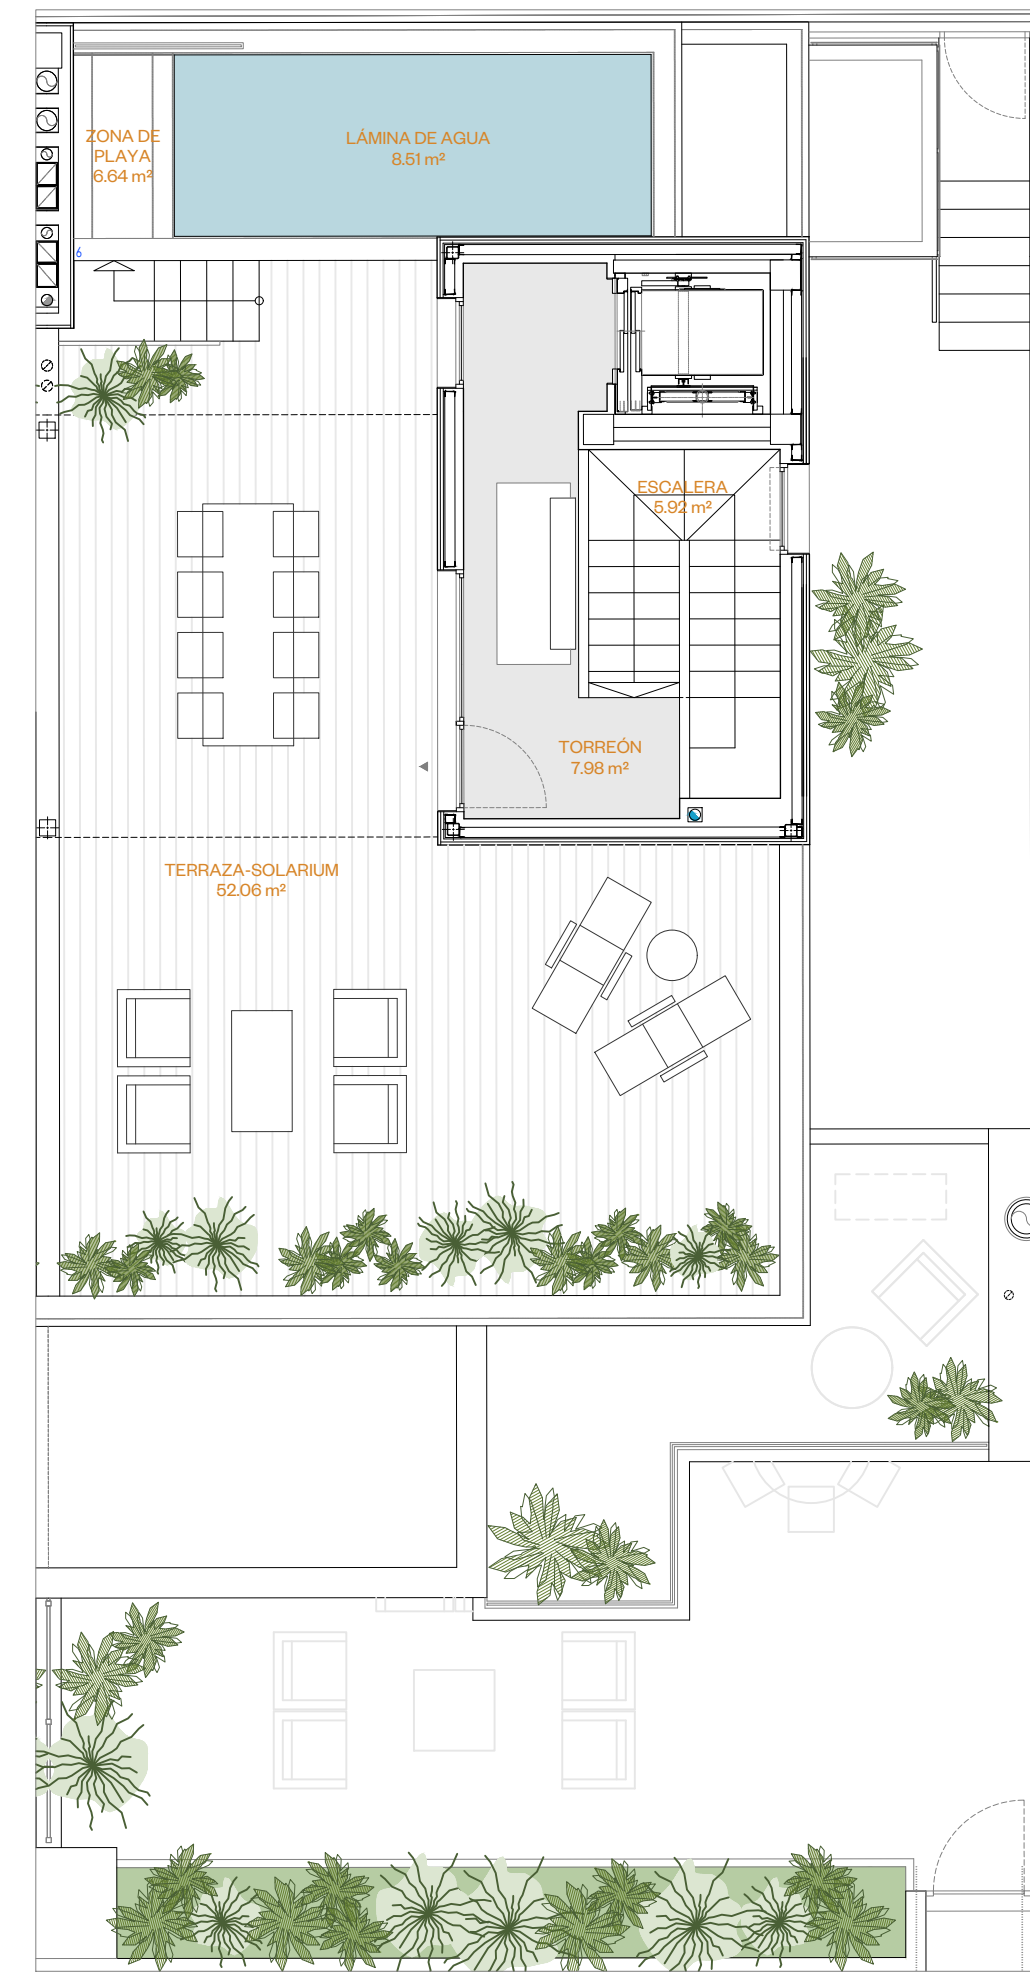 ZONA DE
PLAYA
6.64 m²
LÁMINA DE AGUA
8.51 m²
6
ESCALERA
5.92 m²
TORREÓN
7.98 m²
TERRAZA-SOLARIUM
52.06 m²